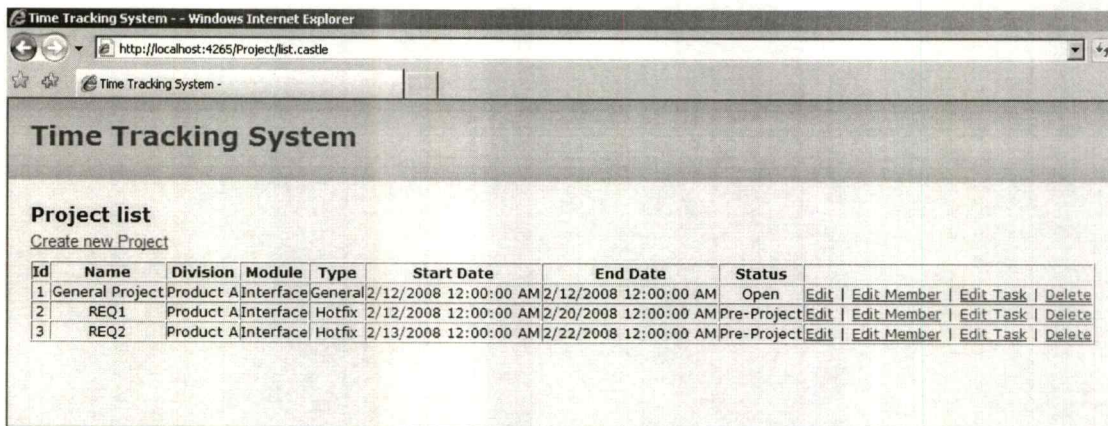 Time Tracking System - - Windows Internet Explorer
http://localhost:4265/Project/list.castle
Time Tracking System -
Time Tracking System
Project list
Create new Project
Id Name Division Module Type Start Date End Date Status
1 General Project Product A Interface General 2/12/2008 12:00:00 AM 2/12/2008 12:00:00 AM Open Edit | Edit Member | Edit Task | Delete
2 REQ1 Product A Interface Hotfix 2/12/2008 12:00:00 AM 2/20/2008 12:00:00 AM Pre-Project Edit | Edit Member | Edit Task | Delete
3 REQ2 Product A Interface Hotfix 2/13/2008 12:00:00 AM 2/22/2008 12:00:00 AM Pre-Project Edit | Edit Member | Edit Task | Delete